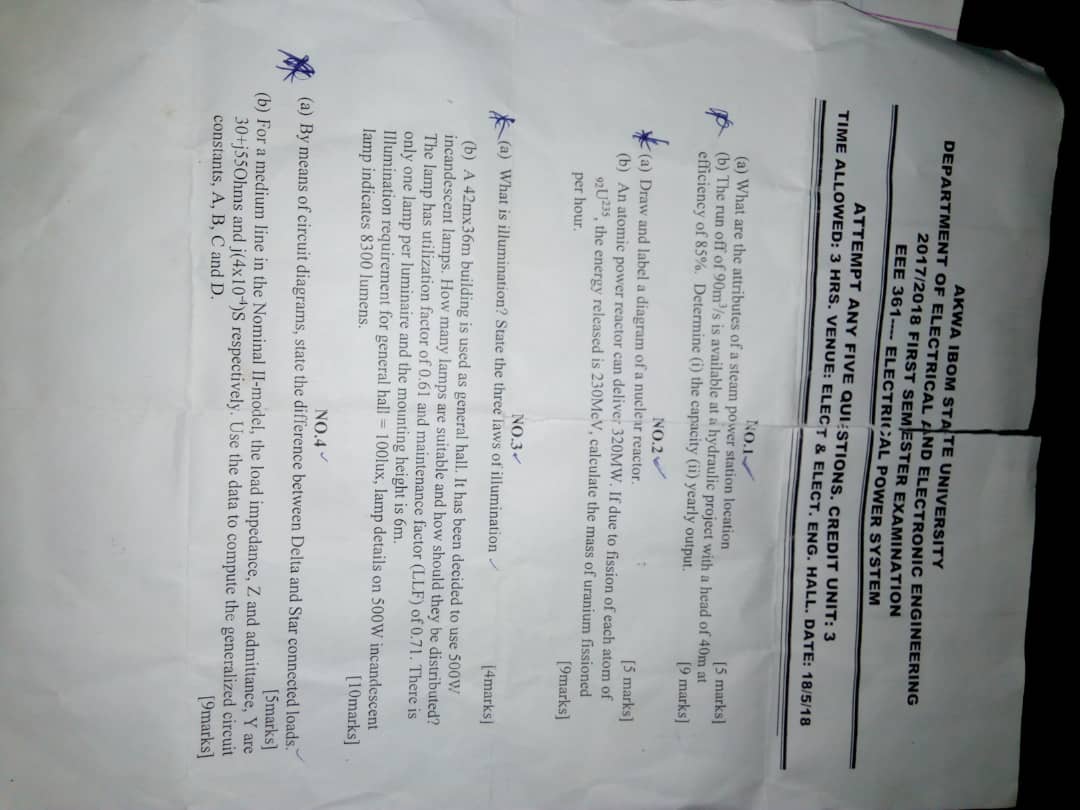 AKWA IBOM STATE UNIVERSITY
DEPARTMENT OF ELECTRICAL AND ELECTRONIC ENGINEERING
2017/2018 FIRST SEMESTER EXAMINATION
EEE 361---- ELECTRICAL POWER SYSTEM
ATTEMPT ANY FIVE QUESTIONS. CREDIT UNIT: 3
TIME ALLOWED: 3 HRS. VENUE: ELECT & ELECT. ENG. HALL. DATE: 18/5/18
NO.1
(a) What are the attributes of a steam power station location [5 marks]
(b) The run off of 90m³/s is available at a hydraulic project with a head of 40m at
efficiency of 85%. Determine (i) the capacity (ii) yearly output. [9 marks]
NO.2
(a) Draw and label a diagram of a nuclear reactor. [5 marks]
(b) An atomic power reactor can deliver 320MW. If due to fission of each atom of
₉₂U²³⁵, the energy released is 230MeV, calculate the mass of uranium fissioned
per hour. [9marks]
NO.3
(a) What is illumination? State the three laws of illumination [4marks]
(b) A 42mx36m building is used as general hall. It has been decided to use 500W
incandescent lamps. How many lamps are suitable and how should they be distributed?
The lamp has utilization factor of 0.61 and maintenance factor (LLF) of 0.71. There is
only one lamp per luminaire and the mounting height is 6m.
Illumination requirement for general hall = 100lux, lamp details on 500W incandescent
lamp indicates 8300 lumens. [10marks]
NO.4
(a) By means of circuit diagrams, state the difference between Delta and Star connected loads.
[5marks]
(b) For a medium line in the Nominal II-model, the load impedance, Z and admittance, Y are
30+j55Ohms and j(4x10⁻⁴)S respectively. Use the data to compute the generalized circuit
constants, A, B, C and D. [9marks]